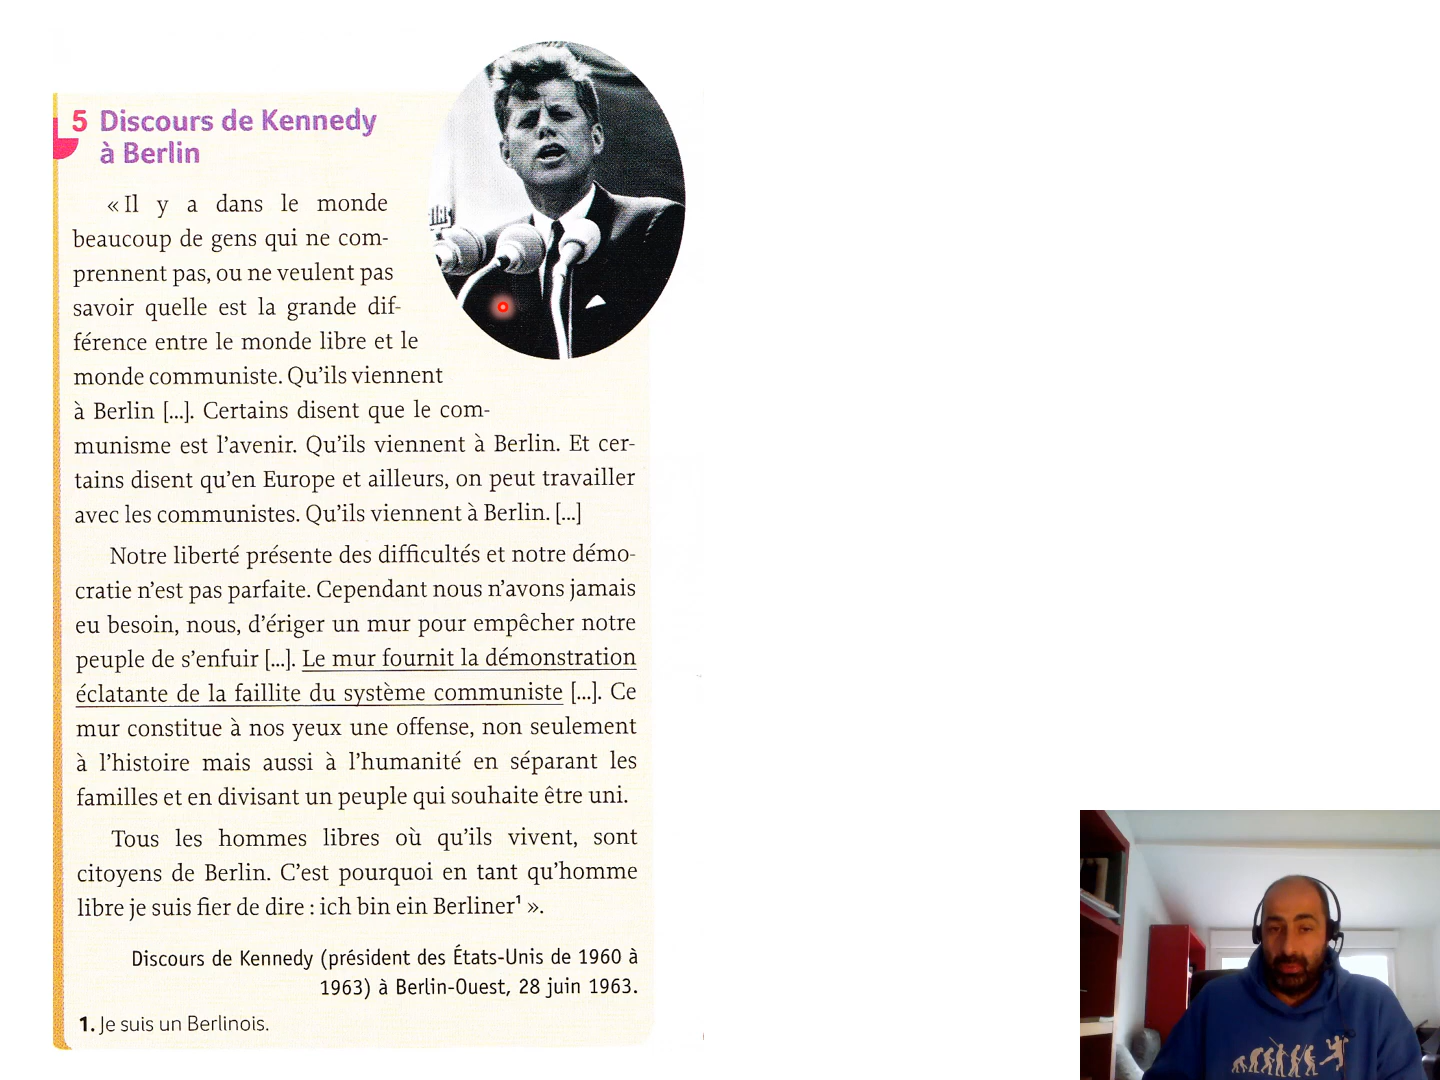 5 Discours de Kennedy
à Berlin
« Il y a dans le monde
beaucoup de gens qui ne com-
prennent pas, ou ne veulent pas
savoir quelle est la grande dif-
férence entre le monde libre et le
monde communiste. Qu'ils viennent
à Berlin [...]. Certains disent que le com-
munisme est l'avenir. Qu'ils viennent à Berlin. Et cer-
tains disent qu'en Europe et ailleurs, on peut travailler
avec les communistes. Qu'ils viennent à Berlin. [...]
Notre liberté présente des difficultés et notre démo-
cratie n'est pas parfaite. Cependant nous n'avons jamais
eu besoin, nous, d'ériger un mur pour empêcher notre
peuple de s'enfuir [...]. Le mur fournit la démonstration
éclatante de la faillite du système communiste [...]. Ce
mur constitue à nos yeux une offense, non seulement
à l'histoire mais aussi à l'humanité en séparant les
familles et en divisant un peuple qui souhaite être uni.
Tous les hommes libres où qu'ils vivent, sont
citoyens de Berlin. C'est pourquoi en tant qu'homme
libre je suis fier de dire : ich bin ein Berliner¹ ».
Discours de Kennedy (président des États-Unis de 1960 à
1963) à Berlin-Ouest, 28 juin 1963.
1. Je suis un Berlinois.